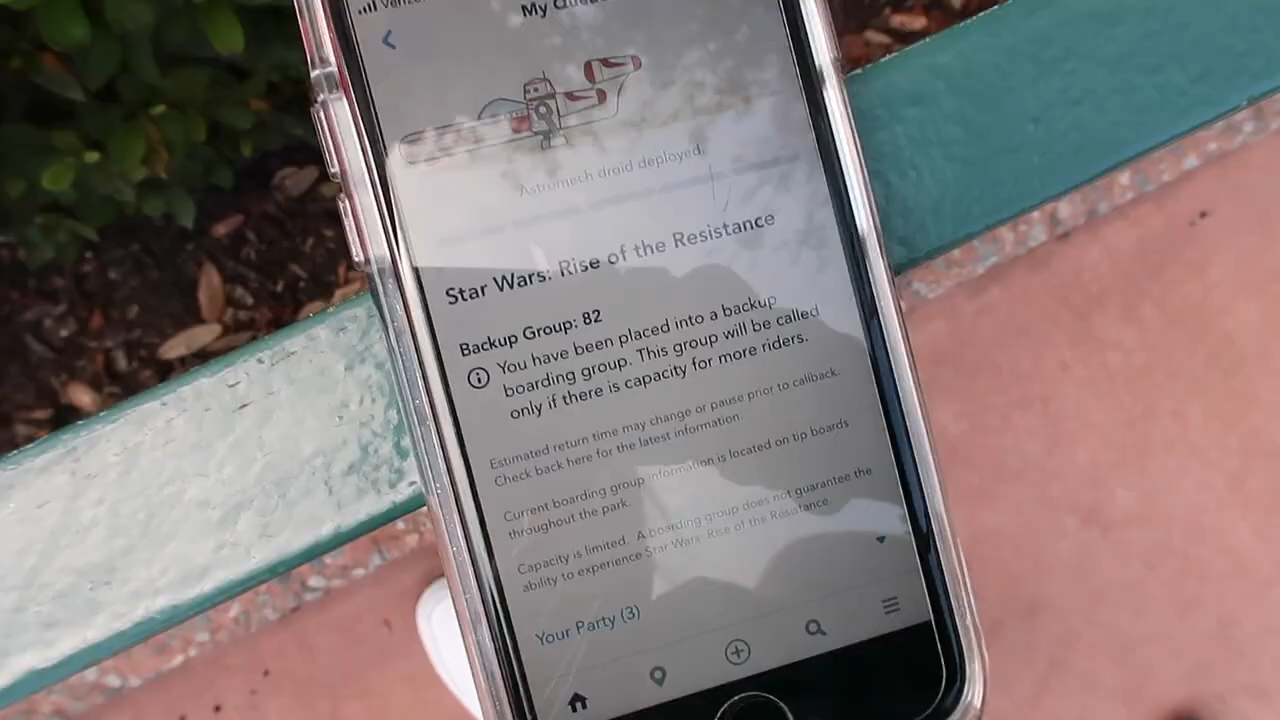 My Queue
Astromech droid deployed.
Star Wars: Rise of the Resistance
Backup Group: 82
You have been placed into a backup
boarding group. This group will be called
only if there is capacity for more riders.
Estimated return time may change or pause prior to callback.
Check back here for the latest information.
Current boarding group information is located on tip boards
throughout the park.
Capacity is limited. A boarding group does not guarantee the
ability to experience Star Wars: Rise of the Resistance.
Your Party (3)